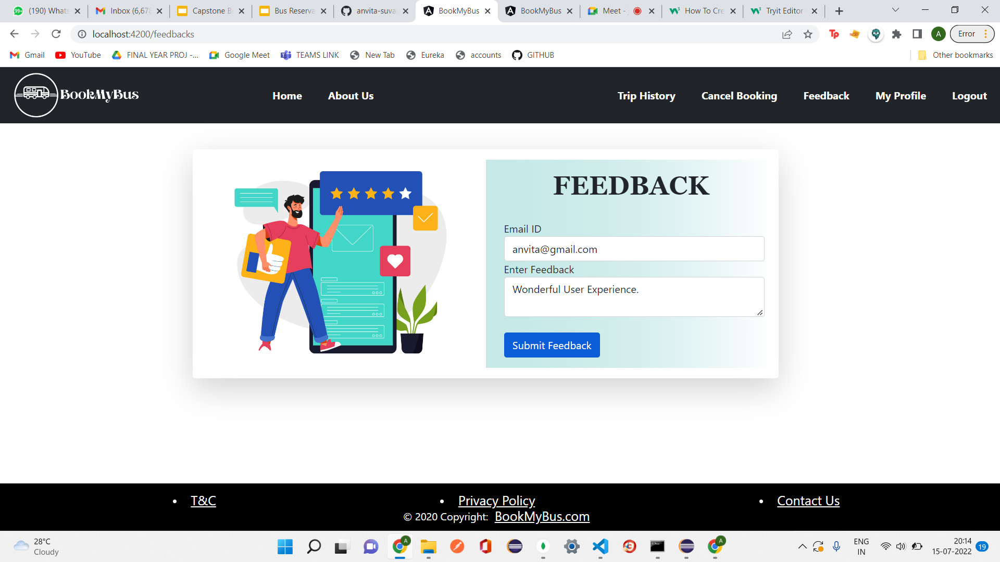 (190) Whats
Inbox (6,678
Capstone B
Bus Reserva
anvita-suva
BookMyBus
BookMyBus
Meet -
How To Cre
Tryit Editor
localhost:4200/feedbacks
Tp
A
Error
Gmail
YouTube
FINAL YEAR PROJ -...
Google Meet
TEAMS LINK
New Tab
Eureka
accounts
GITHUB
Other bookmarks
BookMyBus
Home
About Us
Trip History
Cancel Booking
Feedback
My Profile
Logout
FEEDBACK
Email ID
anvita@gmail.com
Enter Feedback
Wonderful User Experience.
Submit Feedback
T&C
Privacy Policy
Contact Us
© 2020 Copyright: BookMyBus.com
28°C
Cloudy
ENG
IN
20:14
15-07-2022
19